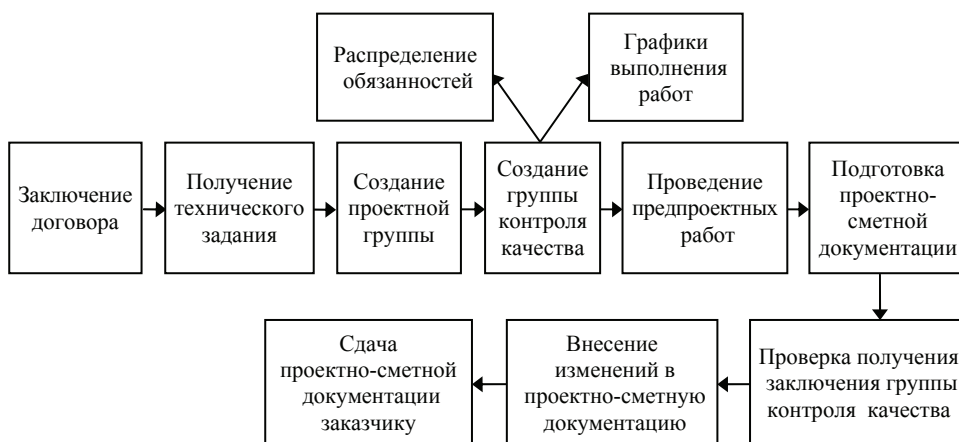 Распределение
обязанностей
Графики
выполнения
работ
Заключение
договора
Получение
технического
задания
Создание
проектной
группы
Создание
группы
контроля
качества
Проведение
предпроектных
работ
Подготовка
проектно-
сметной
документации
Проверка получения
заключения группы
контроля качества
Внесение
изменений в
проектно-сметную
документацию
Сдача
проектно-сметной
документации
заказчику